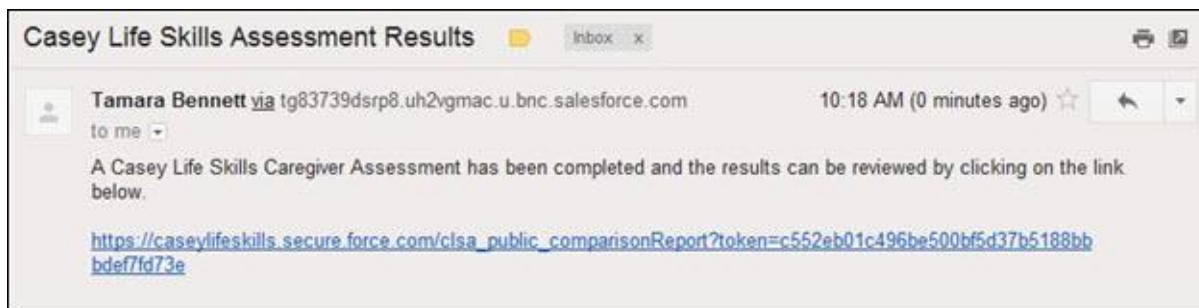 Casey Life Skills Assessment Results Inbox x
Tamara Bennett via tg83739dsrp8.uh2vgmac.u.bnc.salesforce.com 10:18 AM (0 minutes ago)
to me
A Casey Life Skills Caregiver Assessment has been completed and the results can be reviewed by clicking on the link
below.
https://caseylifeskills.secure.force.com/clsa_public_comparisonReport?token=c552eb01c496be500bf5d37b5188bb
bdef7fd73e